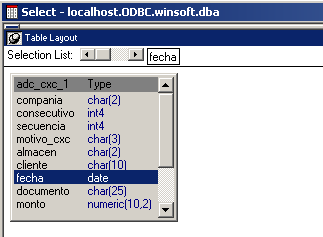 Select - localhost.ODBC.winsoft.dba
Table Layout
Selection List: fecha
adc_cxc_1 Type
compania char(2)
consecutivo int4
secuencia int4
motivo_cxc char(3)
almacen char(2)
cliente char(10)
fecha date
documento char(25)
monto numeric(10,2)